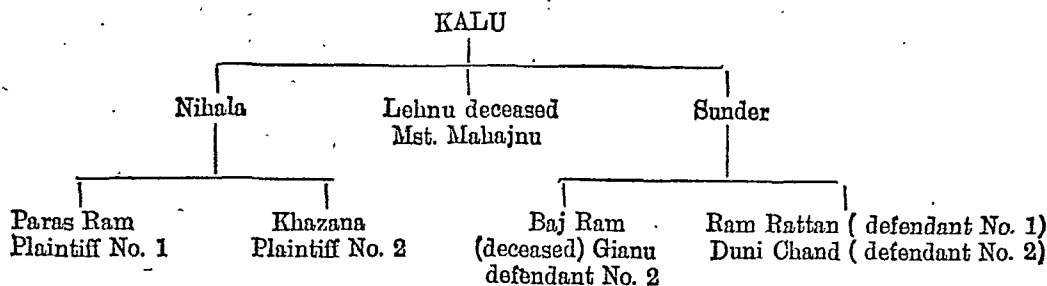 KALU
Nihala Lehnu deceased Sunder
Mst. Mahajnu
Paras Ram Khazana Baj Ram Ram Rattan ( defendant No. 1)
Plaintiff No. 1 Plaintiff No. 2 (deceased) Gianu Duni Chand ( defendant No. 2)
defendant No. 2